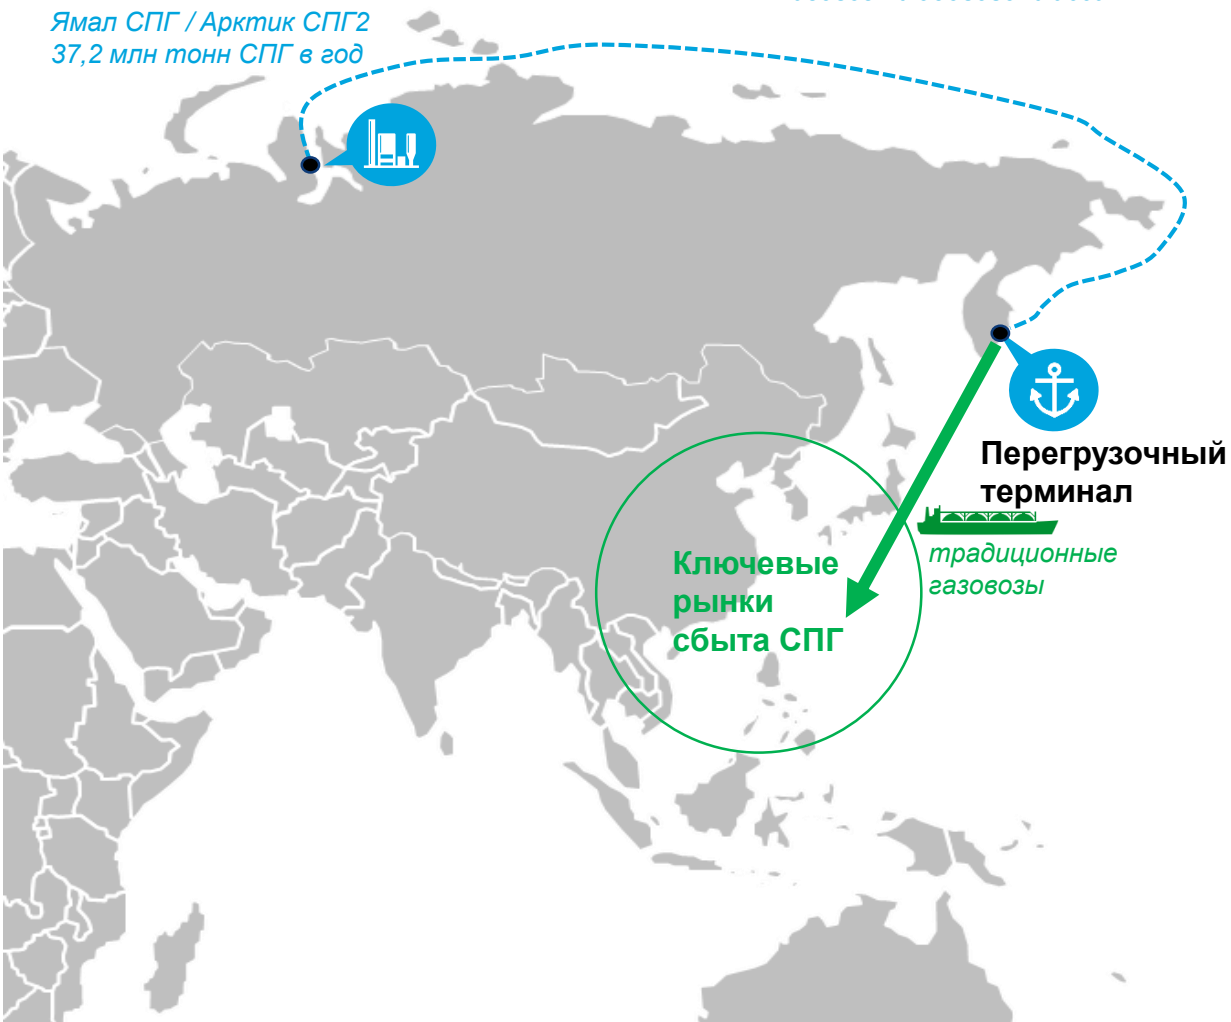 Ямал СПГ / Арктик СПГ2
37,2 млн тонн СПГ в год
Перегрузочный
терминал
традиционные
газовозы
Ключевые
рынки
сбыта СПГ